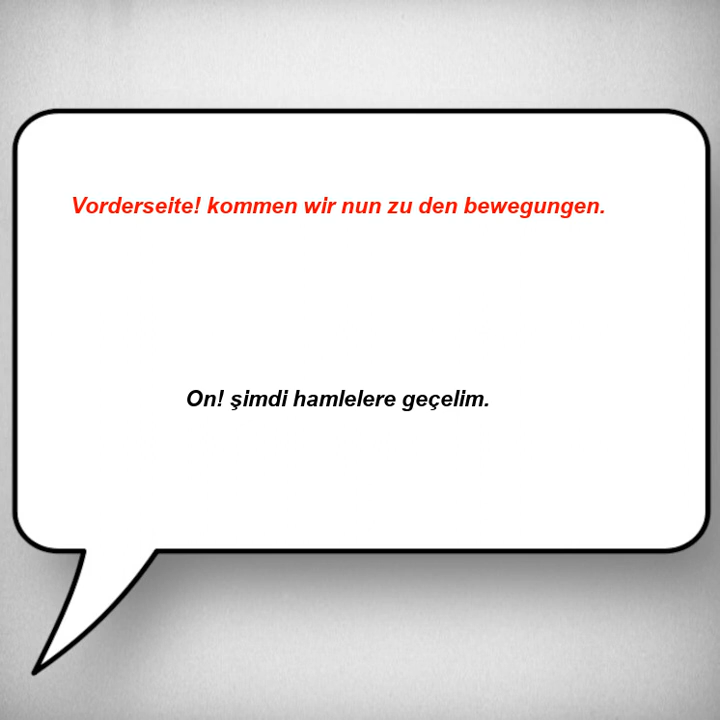 Vorderseite! kommen wir nun zu den bewegungen.
On! şimdi hamlelere geçelim.